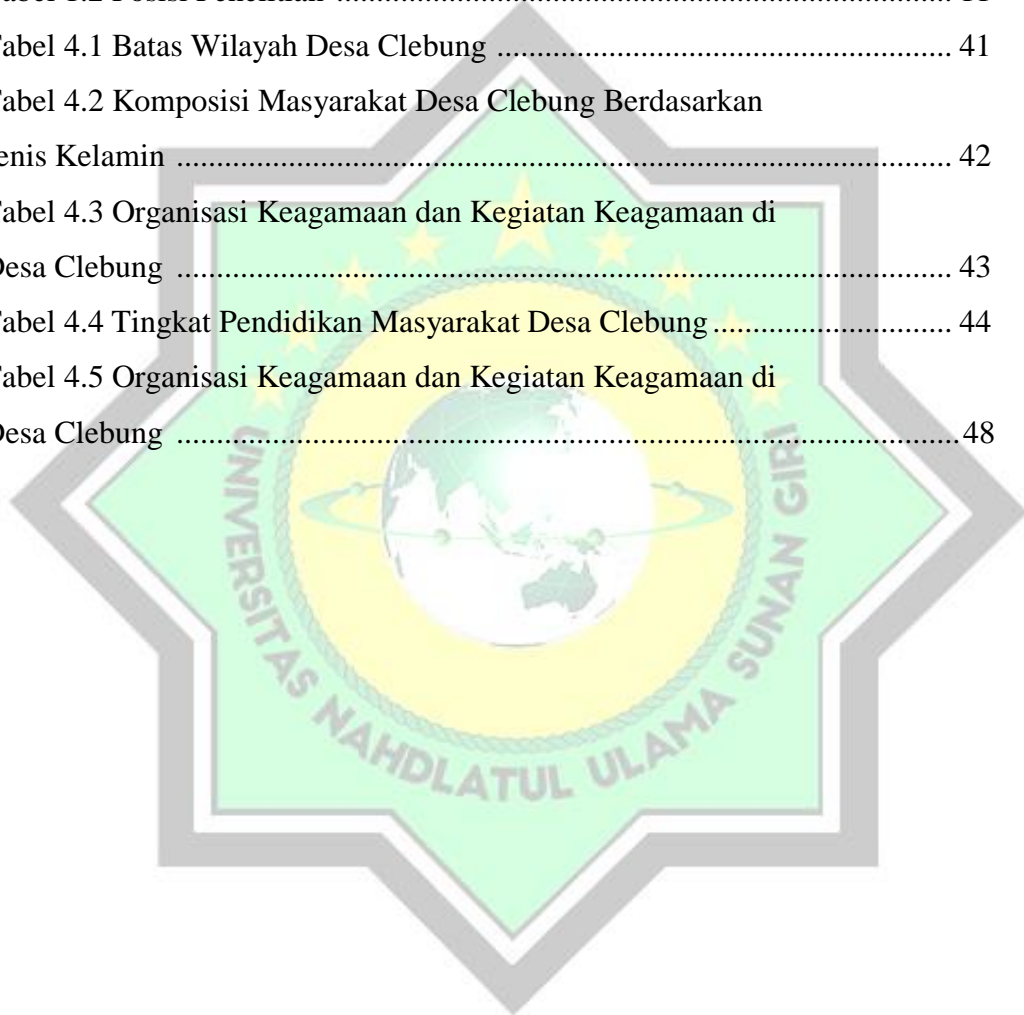 Tabel 4.1 Batas Wilayah Desa Clebung ........................................................... 41
Tabel 4.2 Komposisi Masyarakat Desa Clebung Berdasarkan
Jenis Kelamin .................................................................................................... 42
Tabel 4.3 Organisasi Keagamaan dan Kegiatan Keagamaan di
Desa Clebung .................................................................................................... 43
Tabel 4.4 Tingkat Pendidikan Masyarakat Desa Clebung .............................. 44
Tabel 4.5 Organisasi Keagamaan dan Kegiatan Keagamaan di
Desa Clebung .................................................................................................... 48
UNIVERSITAS NAHDLATUL ULAMA SUNAN GIRI